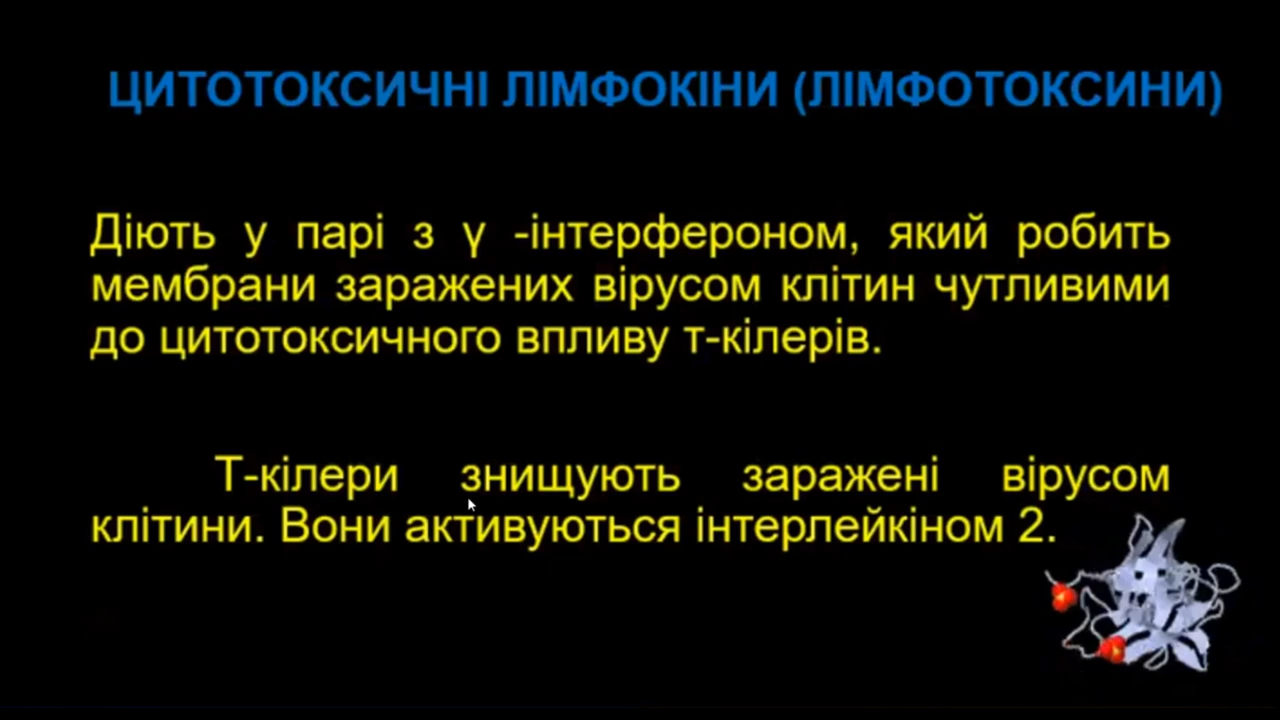 ЦИТОТОКСИЧНІ ЛІМФОКІНИ (ЛІМФОТОКСИНИ)
Діють у парі з γ -інтерфероном, який робить
мембрани заражених вірусом клітин чутливими
до цитотоксичного впливу т-кілерів.
Т-кілери знищують заражені вірусом
клітини. Вони активуються інтерлейкіном 2.